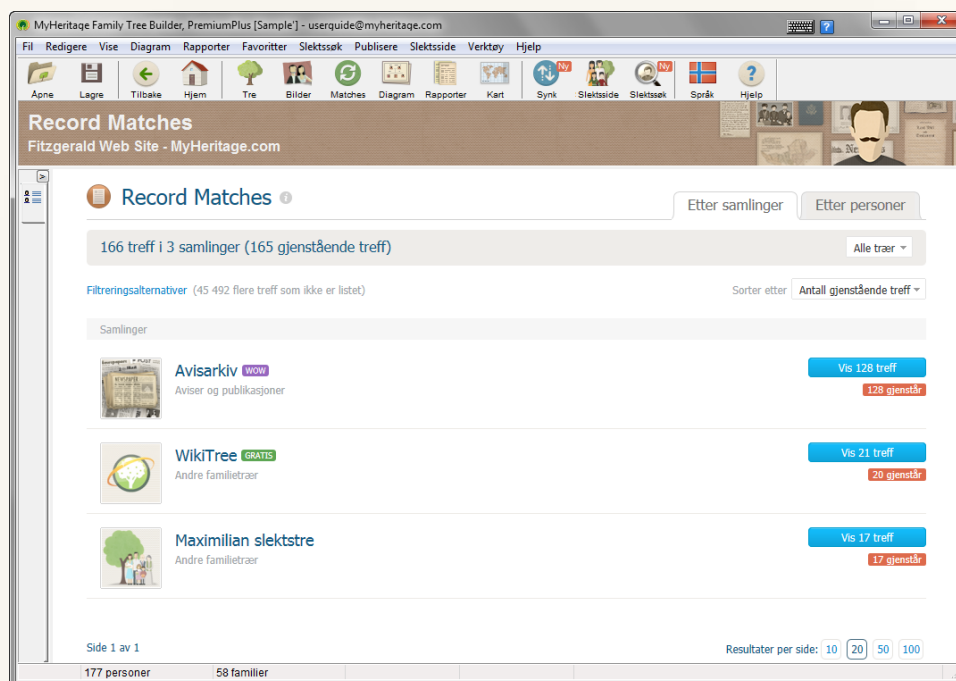 MyHeritage Family Tree Builder, PremiumPlus [Sample'] - userguide@myheritage.com
Fil Redigere Vise Diagram Rapporter Favoritter Slektssøk Publisere Slektsside Verktøy Hjelp
Ny Ny
Åpne Lagre Tilbake Hjem Tre Bilder Matches Diagram Rapporter Kart Synk Slektsside Slektssøk Språk Hjelp
Record Matches
Fitzgerald Web Site - MyHeritage.com
Record Matches
Etter samlinger Etter personer
166 treff i 3 samlinger (165 gjenstående treff) Alle trær
Filtreringsalternativer (45 492 flere treff som ikke er listet) Sorter etter Antall gjenstående treff
Samlinger
Avisarkiv WOW Vis 128 treff
Aviser og publikasjoner 128 gjenstår
WikiTree GRATIS Vis 21 treff
Andre familietrær 20 gjenstår
Maximilian slektstre Vis 17 treff
Andre familietrær 17 gjenstår
Side 1 av 1 Resultater per side: 10 20 50 100
177 personer 58 familier